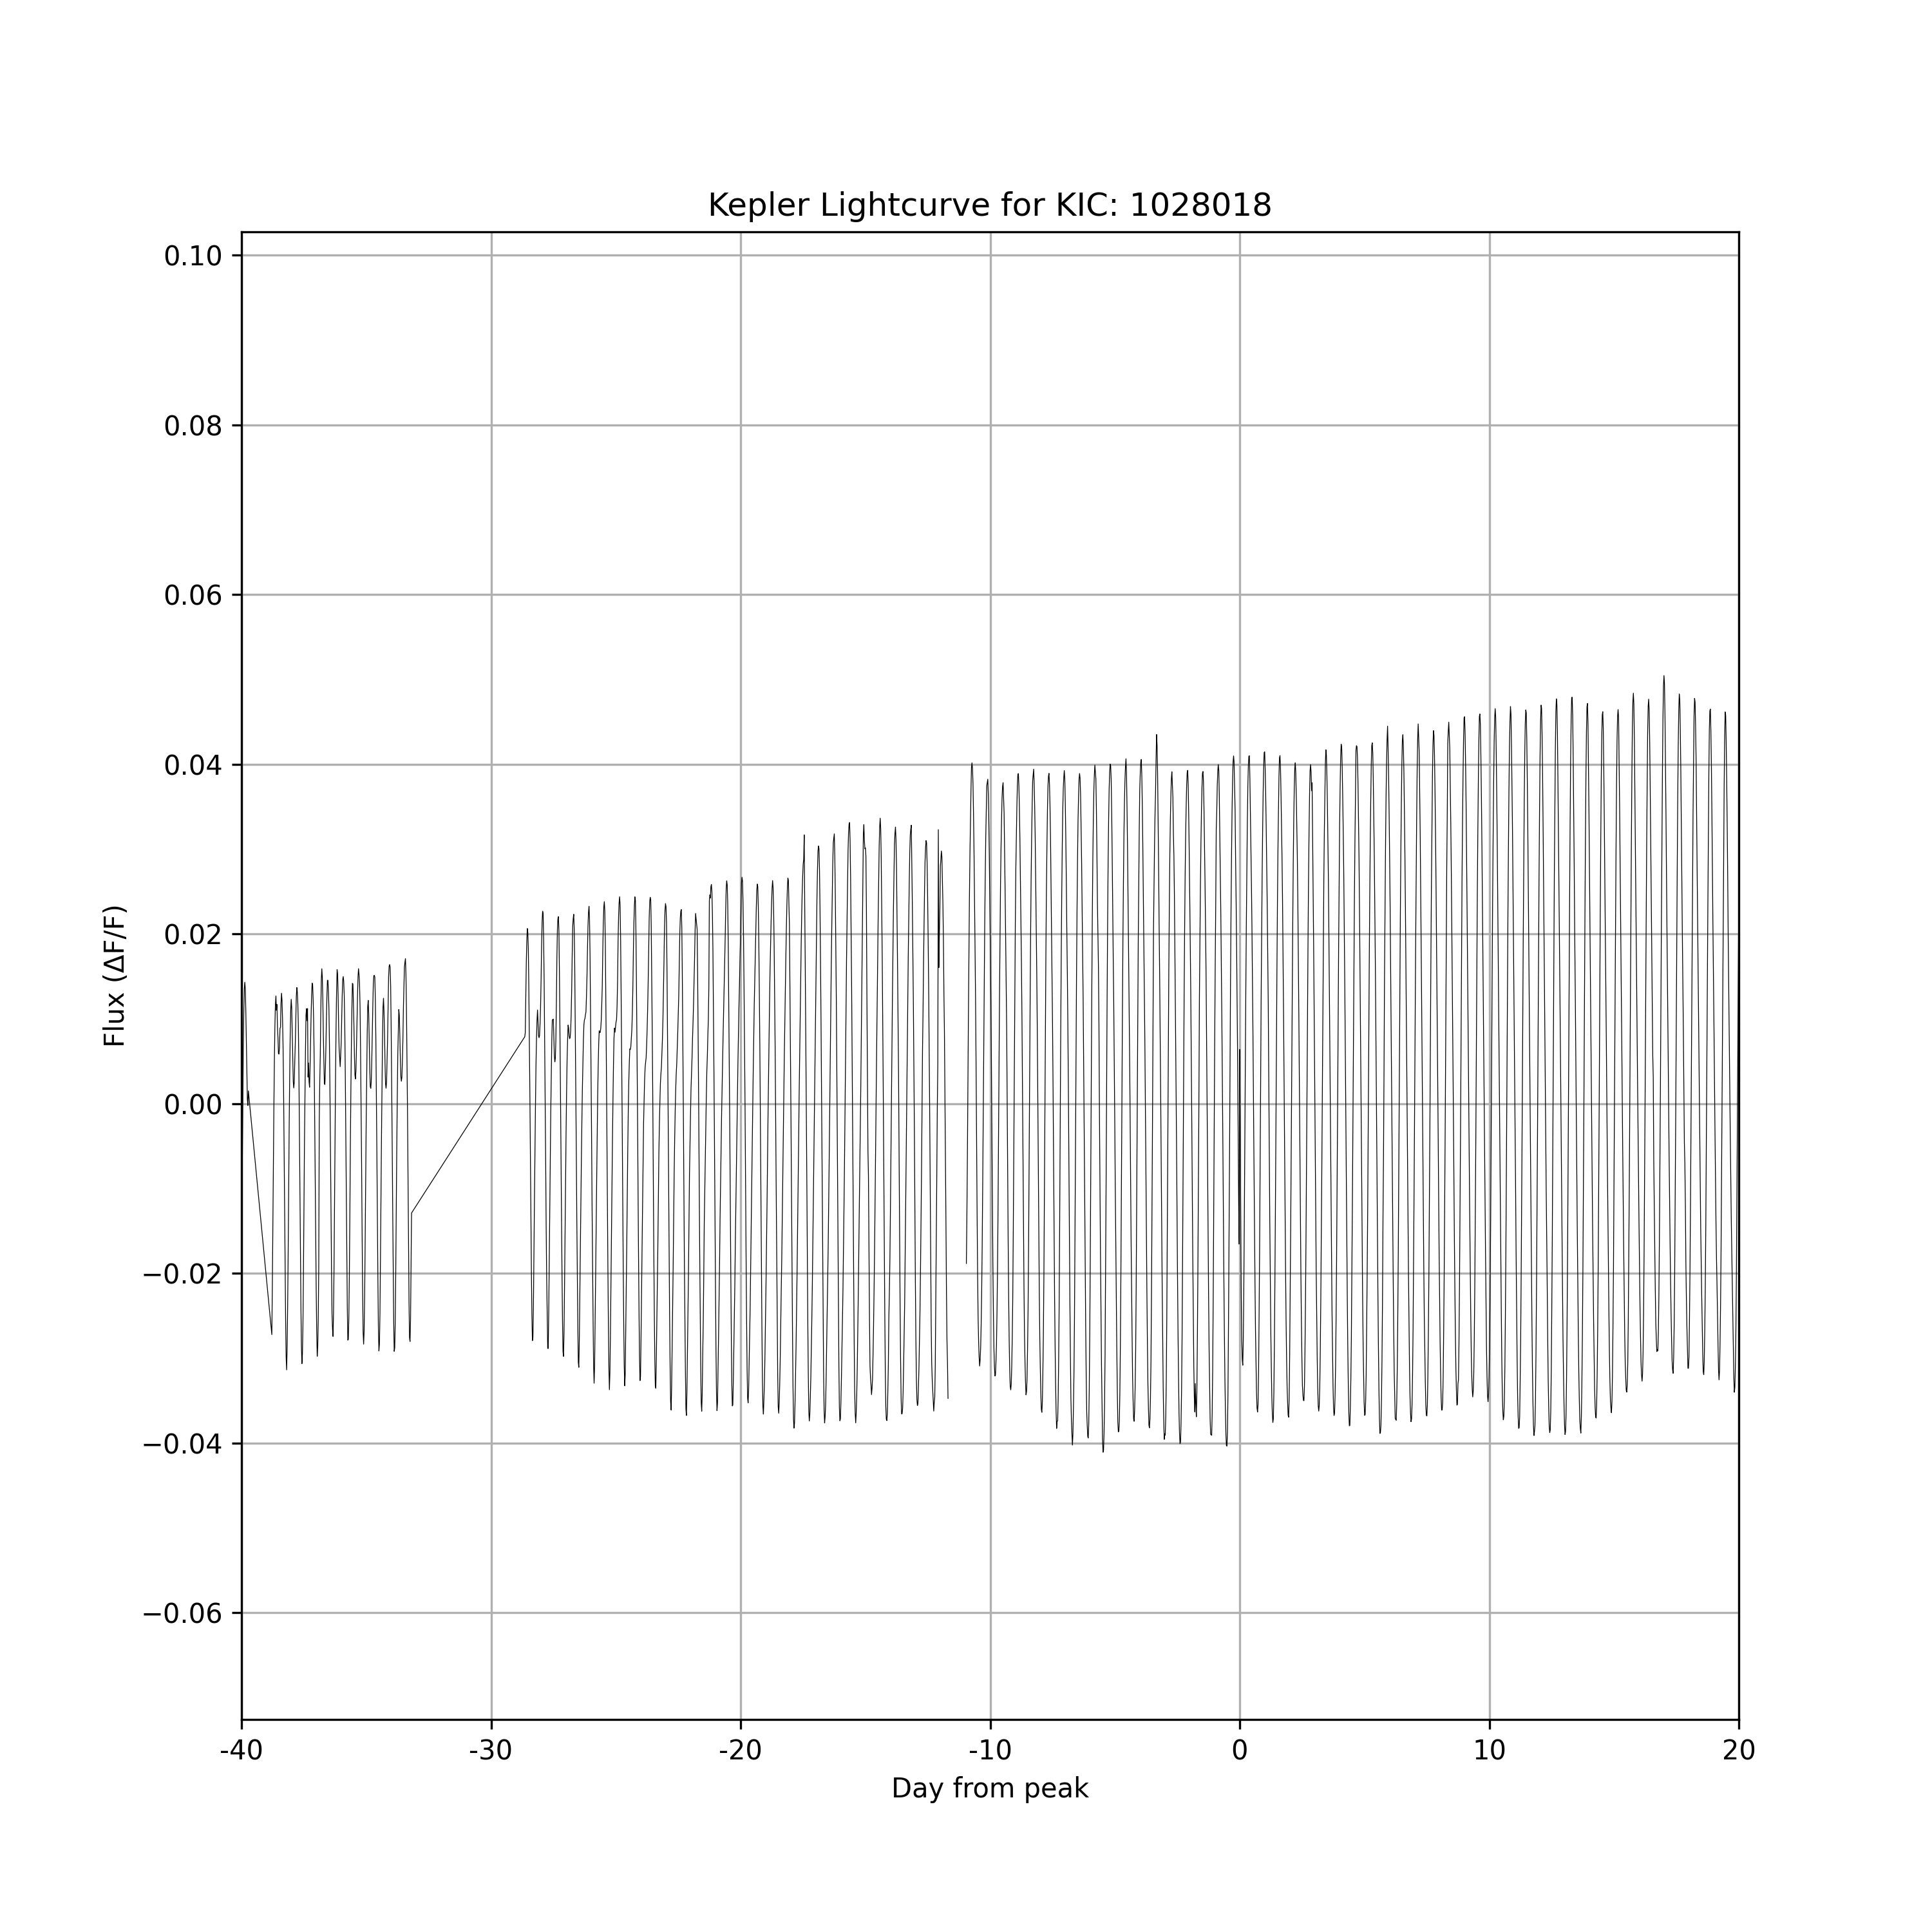 Kepler Lightcurve for KIC: 1028018
0.10
0.08
0.06
0.04
0.02
0.00
−0.02
−0.04
−0.06
Flux (ΔF/F)
-40 -30 -20 -10 0 10 20
Day from peak